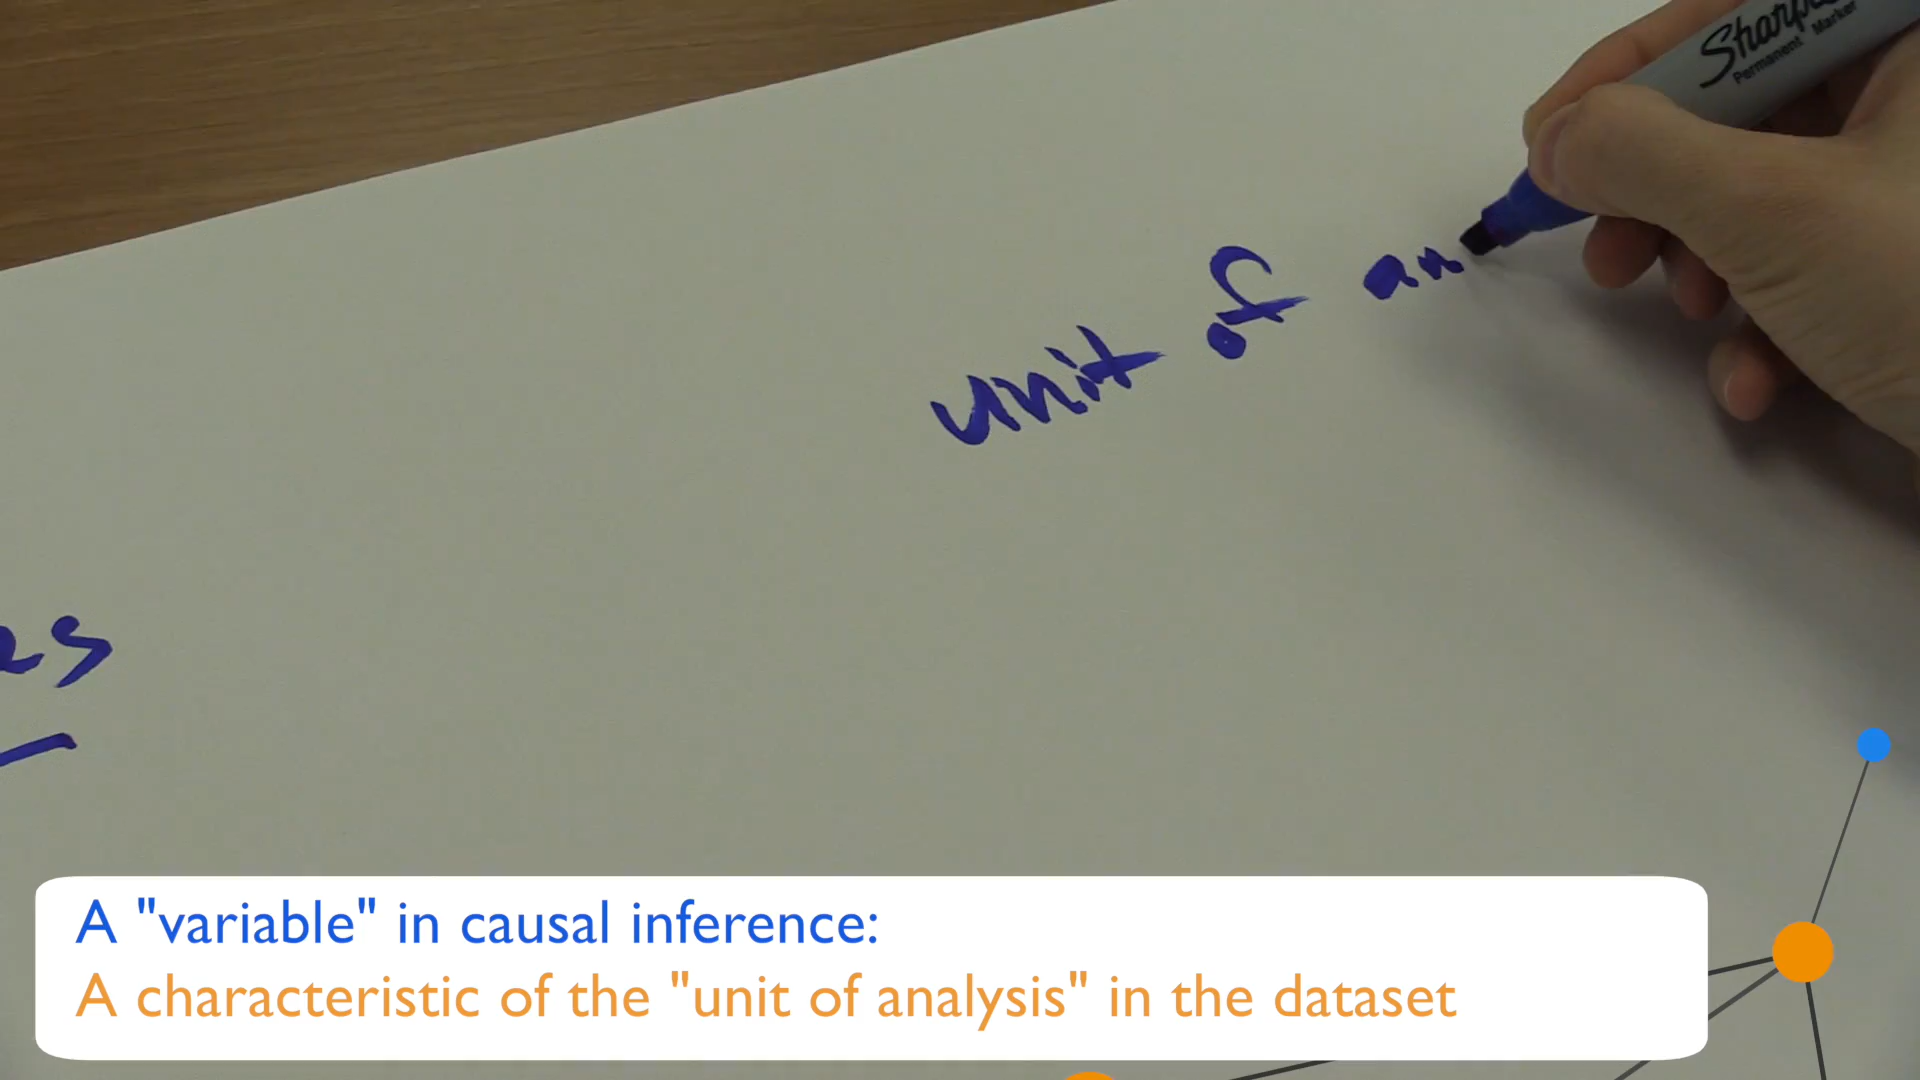 Sharpie
Permanent Marker
unit of an
es
A "variable" in causal inference:
A characteristic of the "unit of analysis" in the dataset